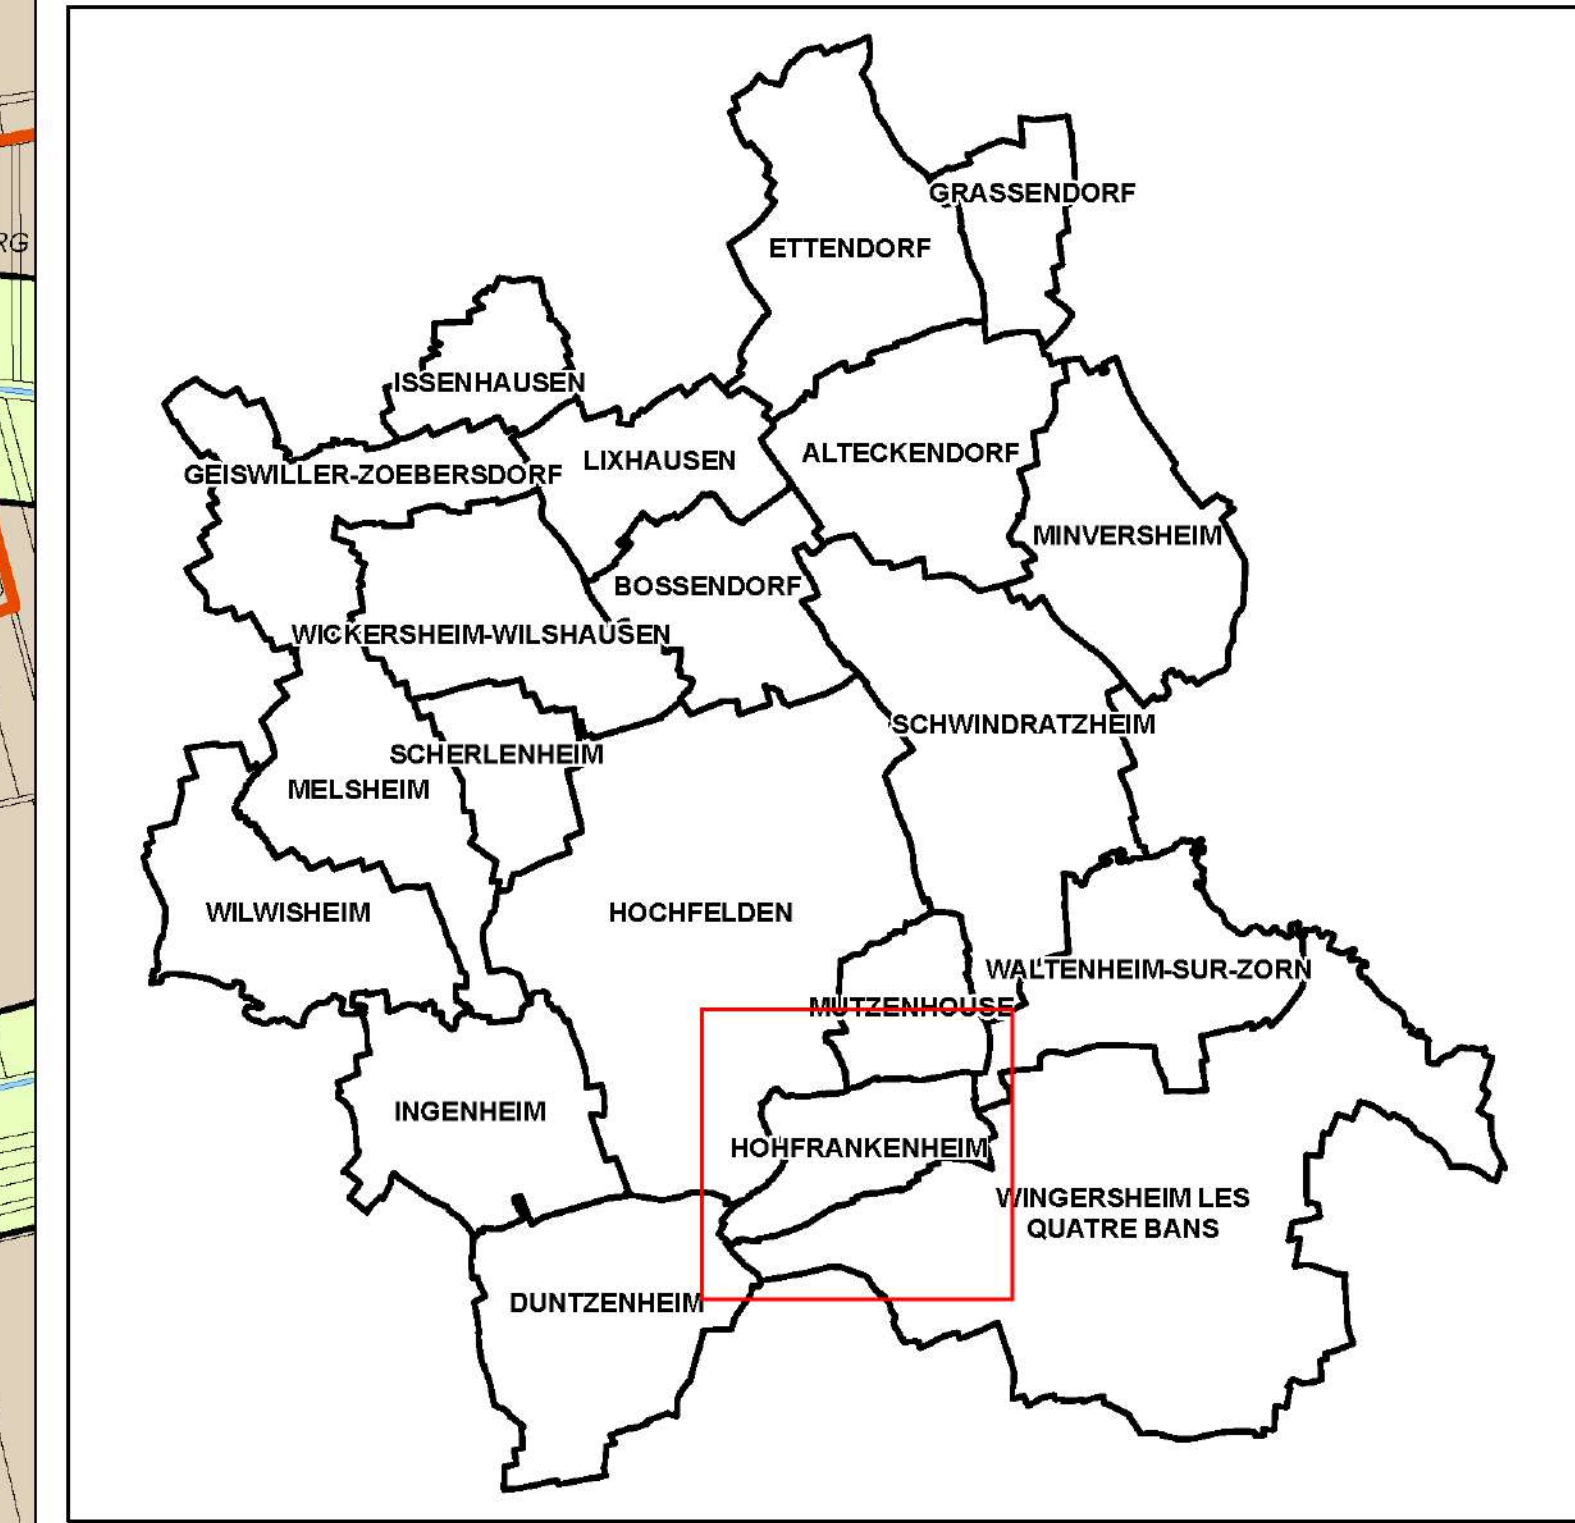 RG
GRASSENDORF
ETTENDORF
ISSENHAUSEN
GEISWILLER-ZOEBERSDORF
LIXHAUSEN
ALTECKENDORF
MINVERSHEIM
BOSSENDORF
WICKERSHEIM-WILSHAUSEN
SCHWINDRATZHEIM
SCHERLENHEIM
MELSHEIM
WILWISHEIM
HOCHFELDEN
WALTENHEIM-SUR-ZORN
MUTZENHOUSE
INGENHEIM
HOHFRANKENHEIM
WINGERSHEIM LES
QUATRE BANS
DUNTZENHEIM